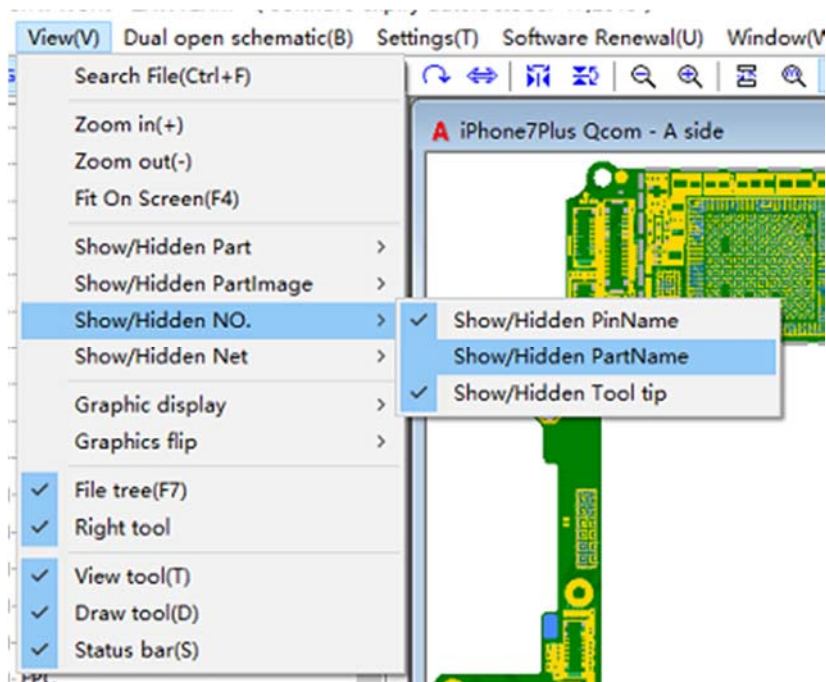 View(V) Dual open schematic(B) Settings(T) Software Renewal(U) Window(W
Search File(Ctrl+F)
Zoom in(+)
Zoom out(-)
Fit On Screen(F4)
Show/Hidden Part
Show/Hidden PartImage
Show/Hidden NO.
Show/Hidden Net
Graphic display
Graphics flip
File tree(F7)
Right tool
View tool(T)
Draw tool(D)
Status bar(S)
Show/Hidden PinName
Show/Hidden PartName
Show/Hidden Tool tip
A iPhone7Plus Qcom - A side